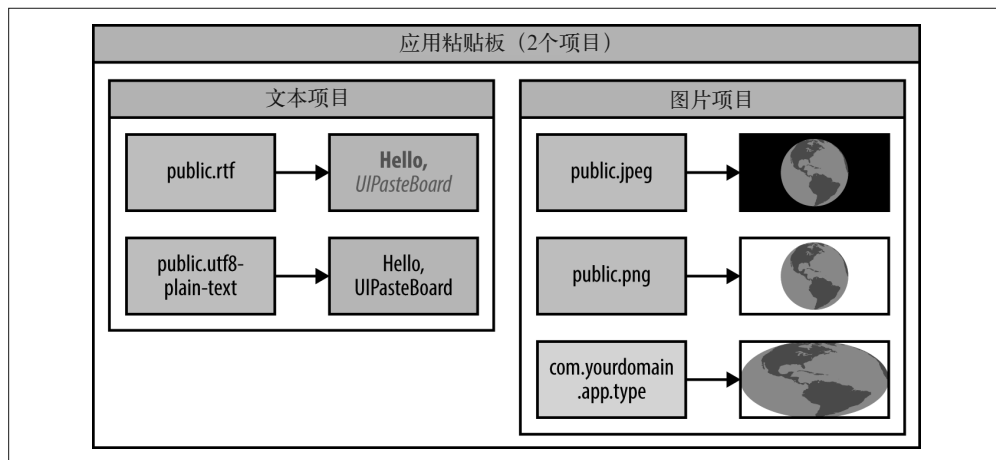 应用粘贴板（2个项目）
文本项目
public.rtf
Hello,
UIPasteBoard
public.utf8-
plain-text
Hello,
UIPasteBoard
图片项目
public.jpeg
public.png
com.yourdomain
.app.type